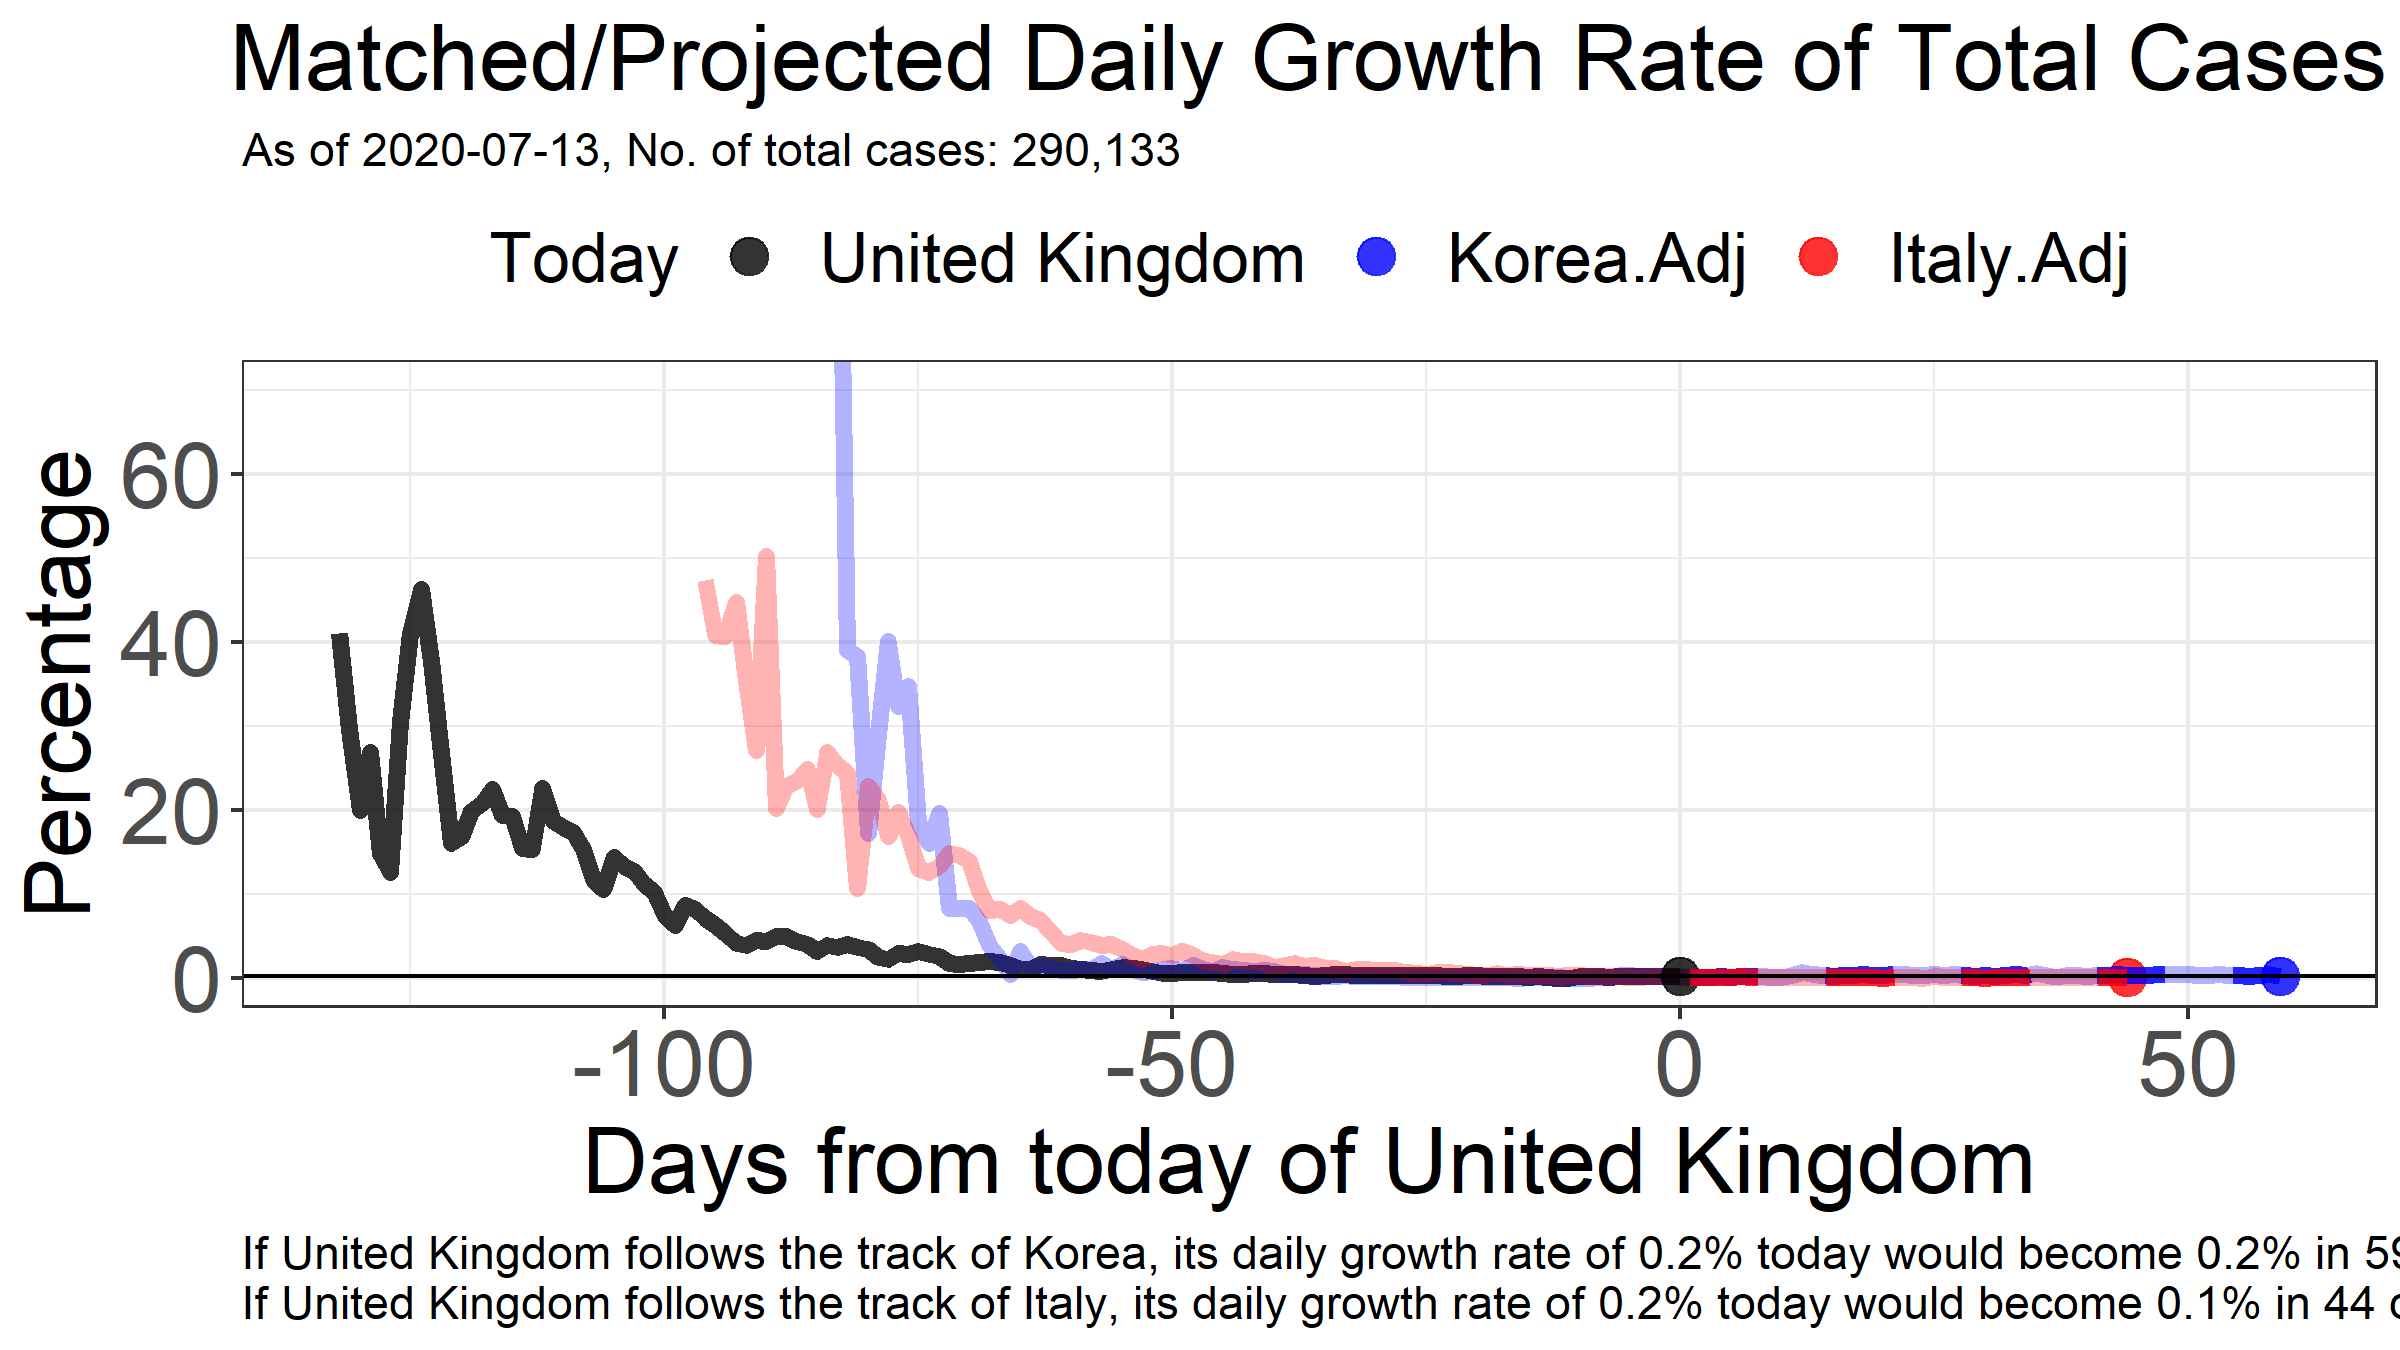 Matched/Projected Daily Growth Rate of Total Cases
As of 2020-07-13, No. of total cases: 290,133
Today United Kingdom Korea.Adj Italy.Adj
Percentage
60
40
20
0
-100 -50 0 50
Days from today of United Kingdom
If United Kingdom follows the track of Korea, its daily growth rate of 0.2% today would become 0.2% in 59
If United Kingdom follows the track of Italy, its daily growth rate of 0.2% today would become 0.1% in 44